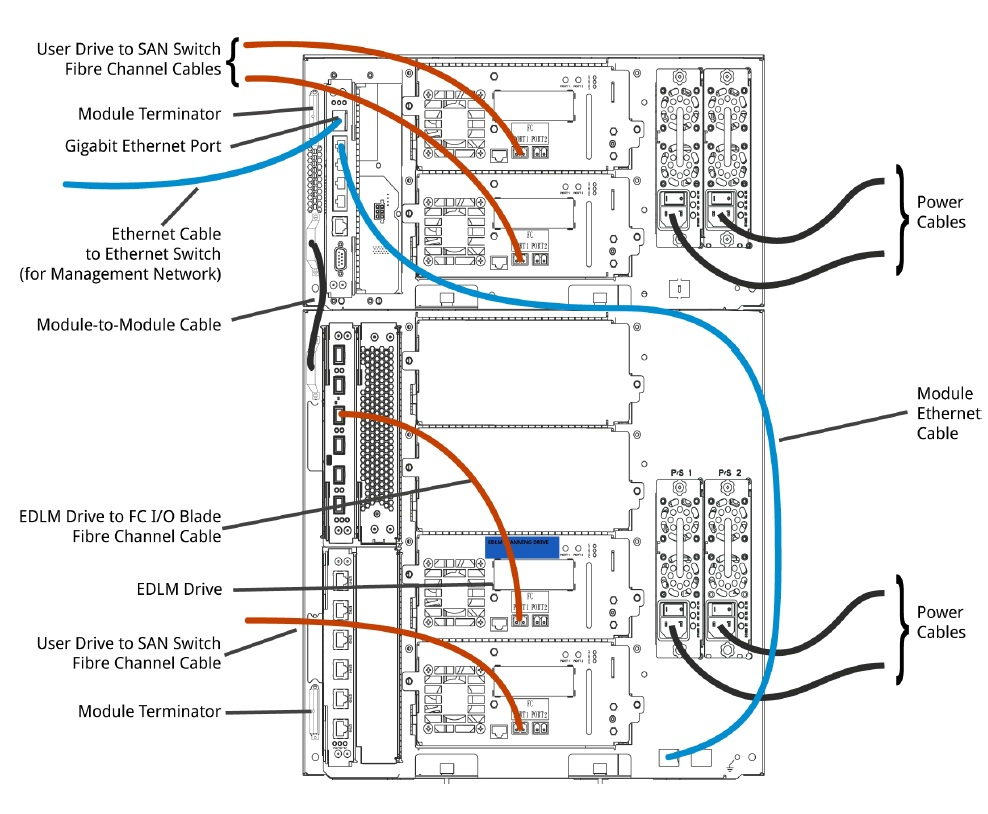 User Drive to SAN Switch
Fibre Channel Cables
Module Terminator
Gigabit Ethernet Port
Ethernet Cable
to Ethernet Switch
(for Management Network)
Module-to-Module Cable
FC
PORT1 PORT2
FC
PORT1 PORT2
Power
Cables
Module
Ethernet
Cable
P/S 1
P/S 2
EDLM Drive to FC I/O Blade
Fibre Channel Cable
EDLM Drive
FC
PORT2
User Drive to SAN Switch
Fibre Channel Cable
Module Terminator
FC
PORT1 PORT2
Power
Cables